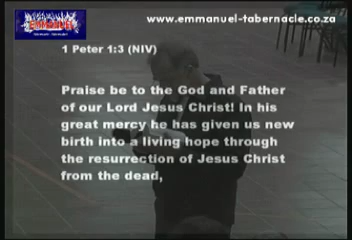 EMMANUEL
www.emmanuel-tabernacle.co.za
1 Peter 1:3 (NIV)
Praise be to the God and Father
of our Lord Jesus Christ! In his
great mercy he has given us new
birth into a living hope through
the resurrection of Jesus Christ
from the dead,